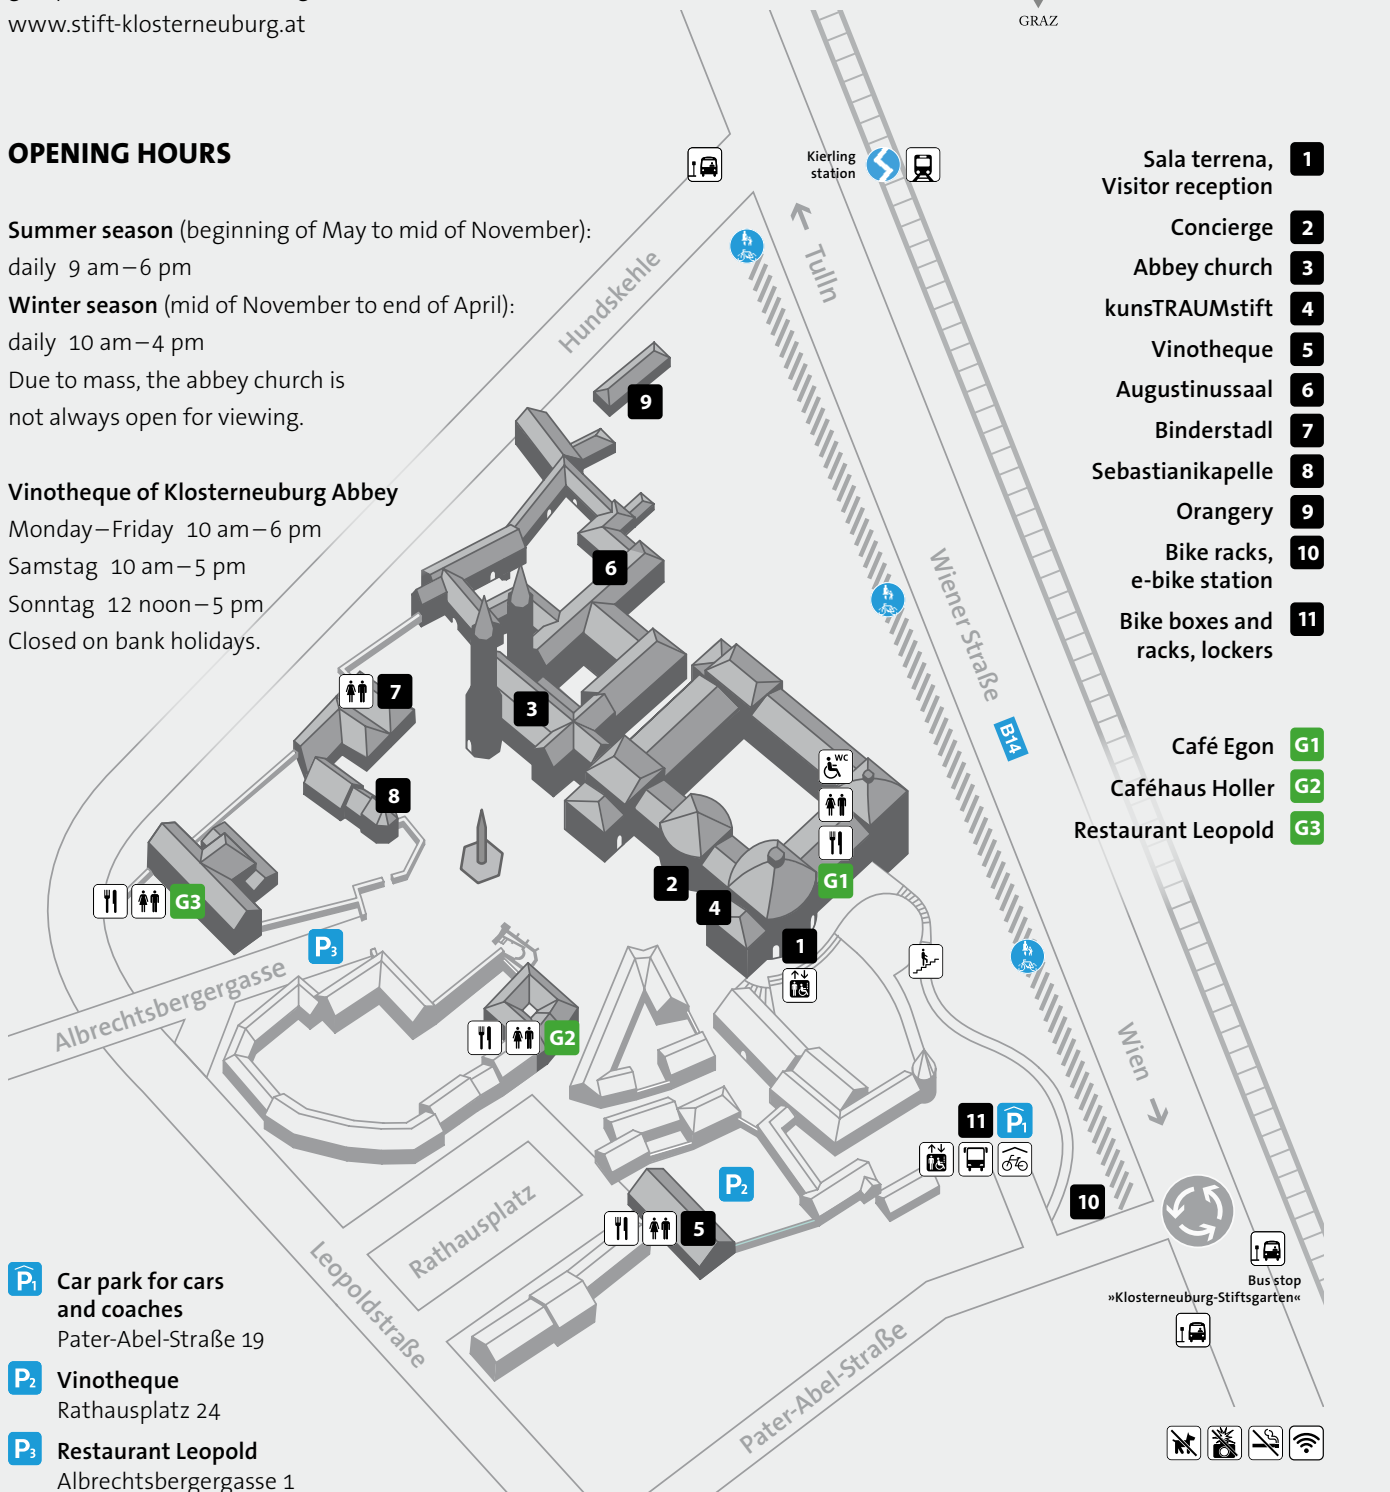 www.stift-klosterneuburg.at
GRAZ
OPENING HOURS
Summer season (beginning of May to mid of November):
daily 9 am–6 pm
Winter season (mid of November to end of April):
daily 10 am–4 pm
Due to mass, the abbey church is
not always open for viewing.
Vinotheque of Klosterneuburg Abbey
Monday–Friday 10 am–6 pm
Samstag 10 am–5 pm
Sonntag 12 noon–5 pm
Closed on bank holidays.
Kierling
station
Tulln
Hundskehle
Wiener Straße
B14
Wien
9
6
7
3
8
WC
G1
2
4
1
G3
P3
Albrechtsbergergasse
G2
11
P1
10
P2
5
Rathausplatz
Leopoldstraße
Pater-Abel-Straße
Bus stop
»Klosterneuburg-Stiftsgarten«
Sala terrena, 1
Visitor reception
Concierge 2
Abbey church 3
kunsTRAUMstift 4
Vinotheque 5
Augustinussaal 6
Binderstadl 7
Sebastianikapelle 8
Orangery 9
Bike racks, 10
e-bike station
Bike boxes and 11
racks, lockers
Café Egon G1
Caféhaus Holler G2
Restaurant Leopold G3
P1 Car park for cars
and coaches
Pater-Abel-Straße 19
P2 Vinotheque
Rathausplatz 24
P3 Restaurant Leopold
Albrechtsbergergasse 1